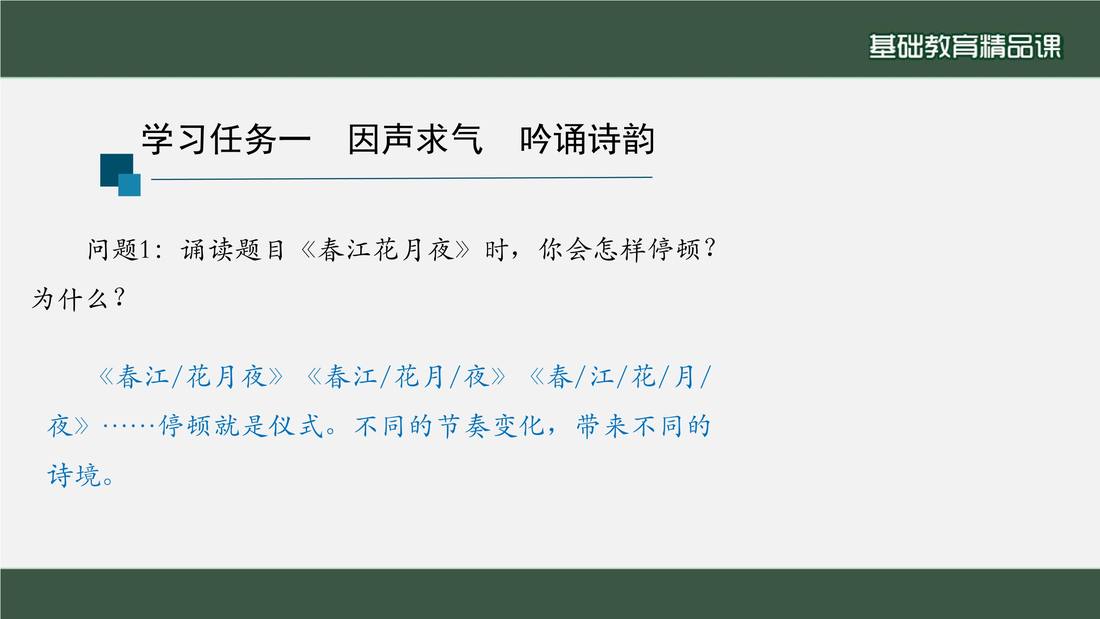 基础教育精品课
学习任务一　因声求气　吟诵诗韵
问题1：诵读题目《春江花月夜》时，你会怎样停顿？
为什么？
《春江/花月夜》《春江/花月/夜》《春/江/花/月/
夜》……停顿就是仪式。不同的节奏变化，带来不同的
诗境。